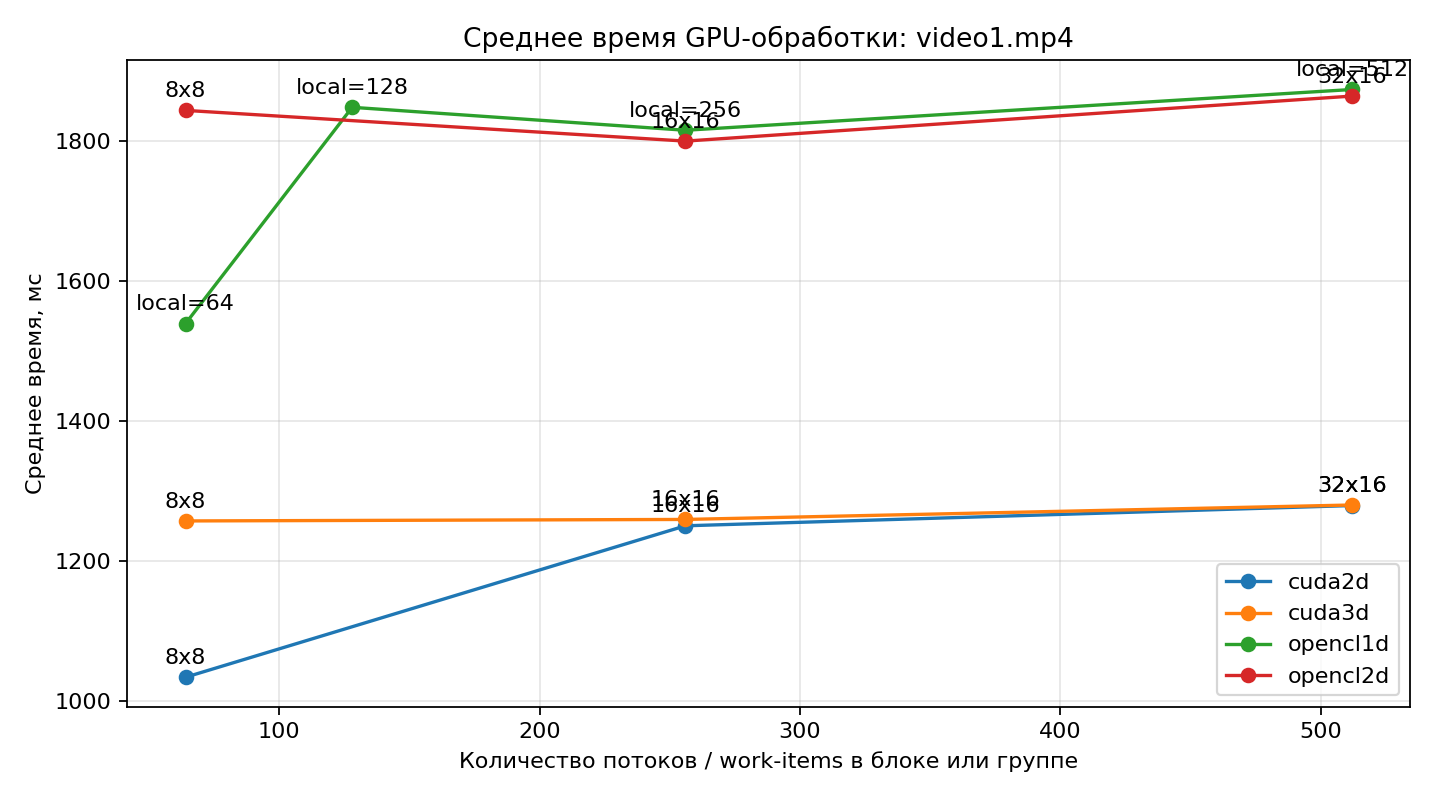 Среднее время GPU-обработки: video1.mp4
Среднее время, мс
1800
1600
1400
1200
1000
8x8
local=128
local=256
16x16
local=512
32x16
local=64
8x8
16x16
16x16
32x16
32x16
8x8
cuda2d
cuda3d
opencl1d
opencl2d
100
200
300
400
500
Количество потоков / work-items в блоке или группе